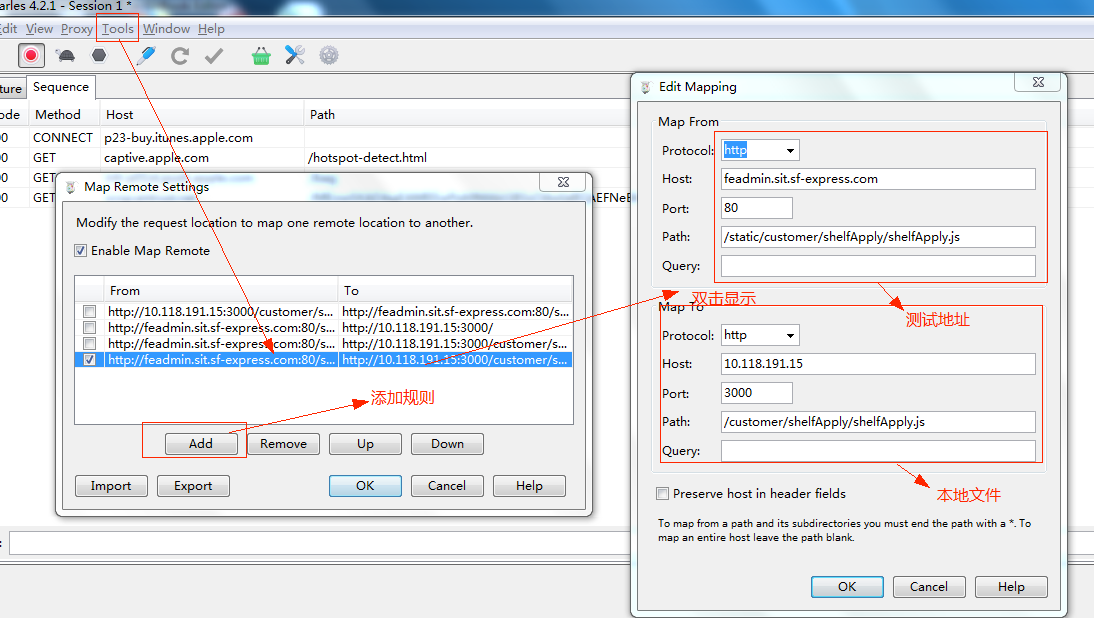 arles 4.2.1 - Session 1 *
Edit View Proxy Tools Window Help
ture Sequence
ode Method Host Path
00 CONNECT p23-buy.itunes.apple.com
00 GET captive.apple.com /hotspot-detect.html
00 GET
00 GET AEFNeE
Map Remote Settings
Modify the request location to map one remote location to another.
Enable Map Remote
From To
http://10.118.191.15:3000/customer/s... http://feadmin.sit.sf-express.com:80/s...
http://feadmin.sit.sf-express.com:80/s... http://10.118.191.15:3000/
http://feadmin.sit.sf-express.com:80/s... http://10.118.191.15:3000/customer/s...
http://feadmin.sit.sf-express.com:80/s... http://10.118.191.15:3000/customer/s...
添加规则
Add Remove Up Down
Import Export OK Cancel Help
Edit Mapping
Map From
Protocol: http
Host: feadmin.sit.sf-express.com
Port: 80
Path: /static/customer/shelfApply/shelfApply.js
Query:
双击显示
测试地址
Map To
Protocol: http
Host: 10.118.191.15
Port: 3000
Path: /customer/shelfApply/shelfApply.js
Query:
本地文件
Preserve host in header fields
To map from a path and its subdirectories you must end the path with a *. To
map an entire host leave the path blank.
OK Cancel Help